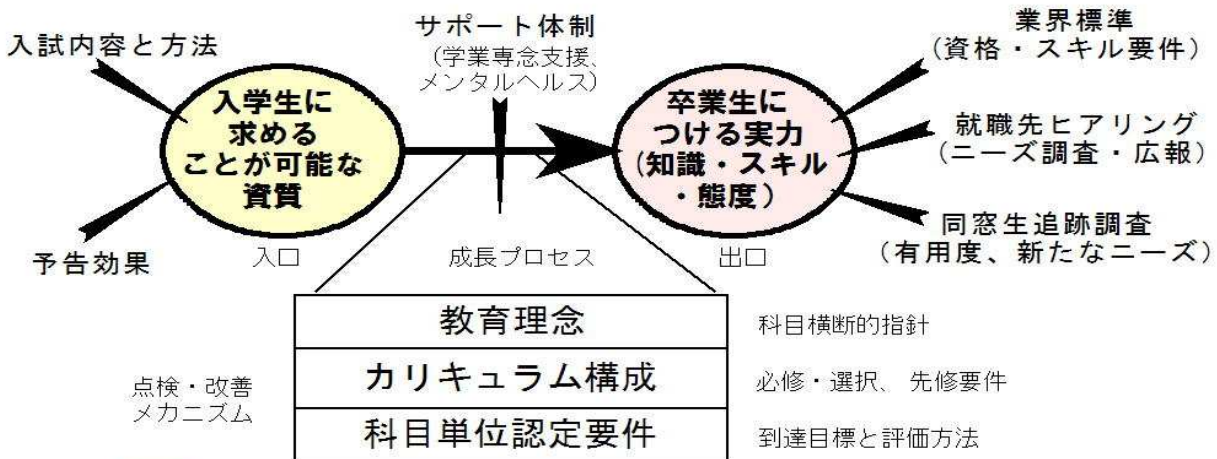 入試内容と方法
予告効果
入学生に
求める
ことが可能な
資質
入口
サポート体制
(学業専念支援、
メンタルヘルス)
成長プロセス
卒業生に
つける実力
(知識・スキル
・態度)
出口
業界標準
(資格・スキル要件)
就職先ヒアリング
(ニーズ調査・広報)
同窓生追跡調査
(有用度、新たなニーズ)
教育理念
科目横断的指針
カリキュラム構成
必修・選択、先修要件
科目単位認定要件
到達目標と評価方法
点検・改善
メカニズム